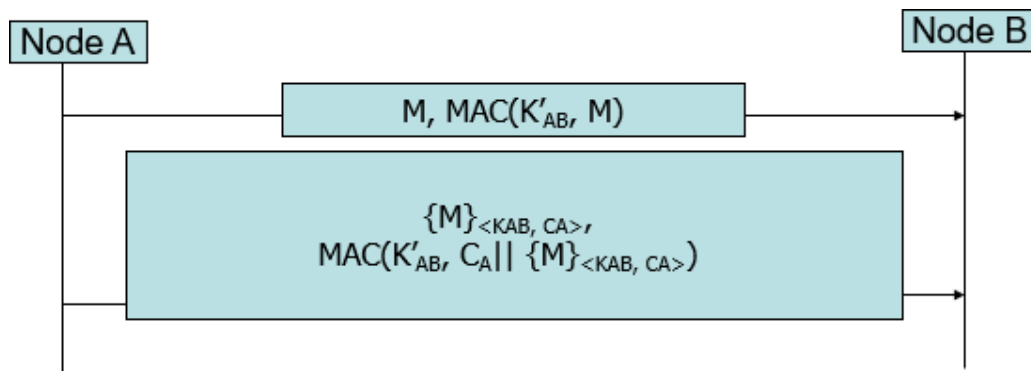 Node A
Node B
M, MAC(K′AB, M)
{M}<KAB, CA>,
MAC(K′AB, CA|| {M}<KAB, CA>)